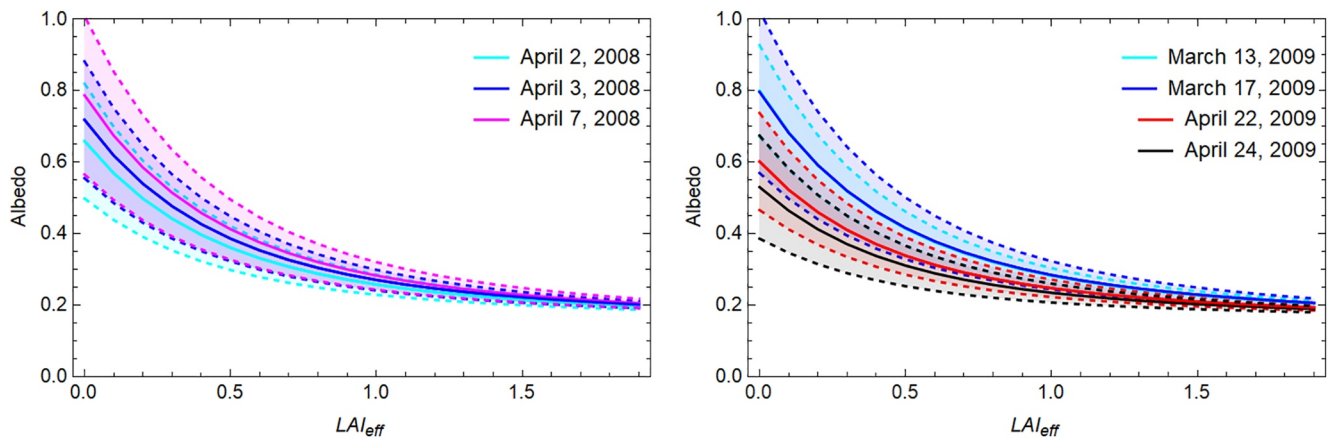 1.0
0.8
0.6
0.4
0.2
0.0
Albedo
0.0 0.5 1.0 1.5
LAIeff
April 2, 2008
April 3, 2008
April 7, 2008
1.0
0.8
0.6
0.4
0.2
0.0
Albedo
0.0 0.5 1.0 1.5
LAIeff
March 13, 2009
March 17, 2009
April 22, 2009
April 24, 2009